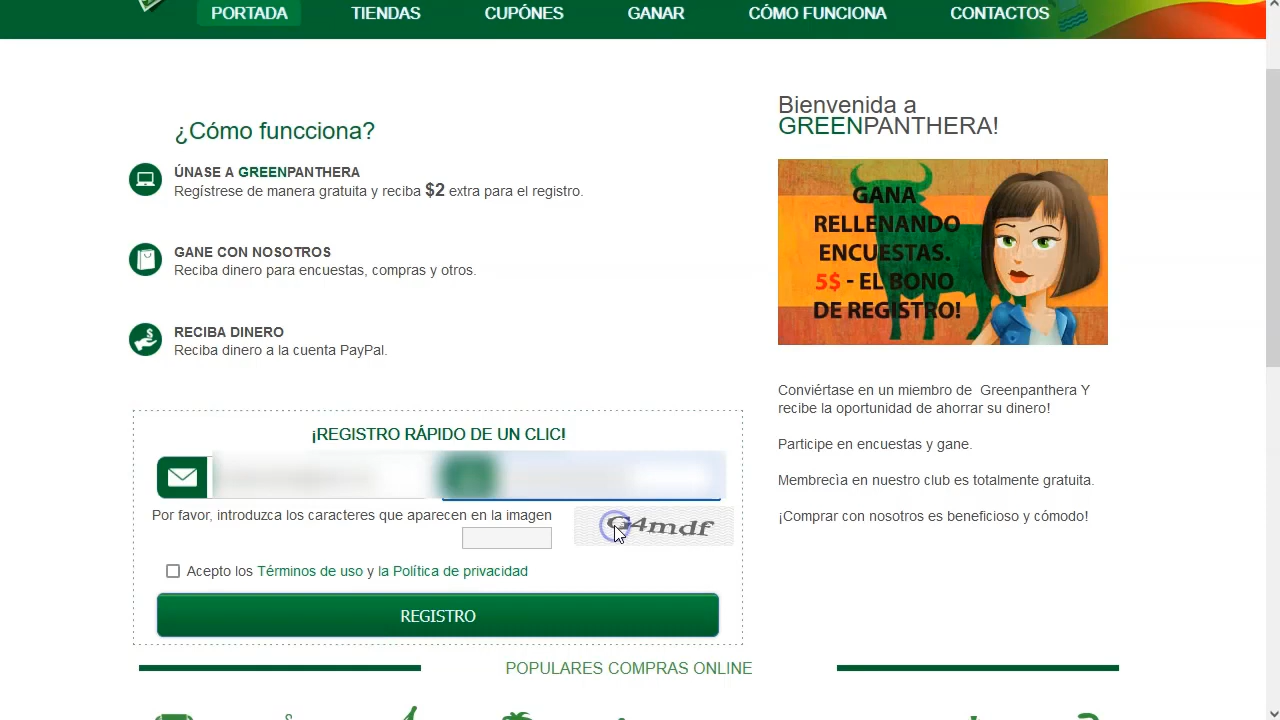 PORTADA TIENDAS CUPÓNES GANAR CÓMO FUNCIONA CONTACTOS
¿Cómo funcciona?
ÚNASE A GREENPANTHERA
Regístrese de manera gratuita y reciba $2 extra para el registro.
GANE CON NOSOTROS
Reciba dinero para encuestas, compras y otros.
RECIBA DINERO
Reciba dinero a la cuenta PayPal.
¡REGISTRO RÁPIDO DE UN CLIC!
Por favor, introduzca los caracteres que aparecen en la imagen
G4mdf
Acepto los Términos de uso y la Política de privacidad
REGISTRO
Bienvenida a
GREENPANTHERA!
GANA
RELLENANDO
ENCUESTAS.
5$ - EL BONO
DE REGISTRO!
Conviértase en un miembro de Greenpanthera Y
recibe la oportunidad de ahorrar su dinero!
Participe en encuestas y gane.
Membrecìa en nuestro club es totalmente gratuita.
¡Comprar con nosotros es beneficioso y cómodo!
POPULARES COMPRAS ONLINE